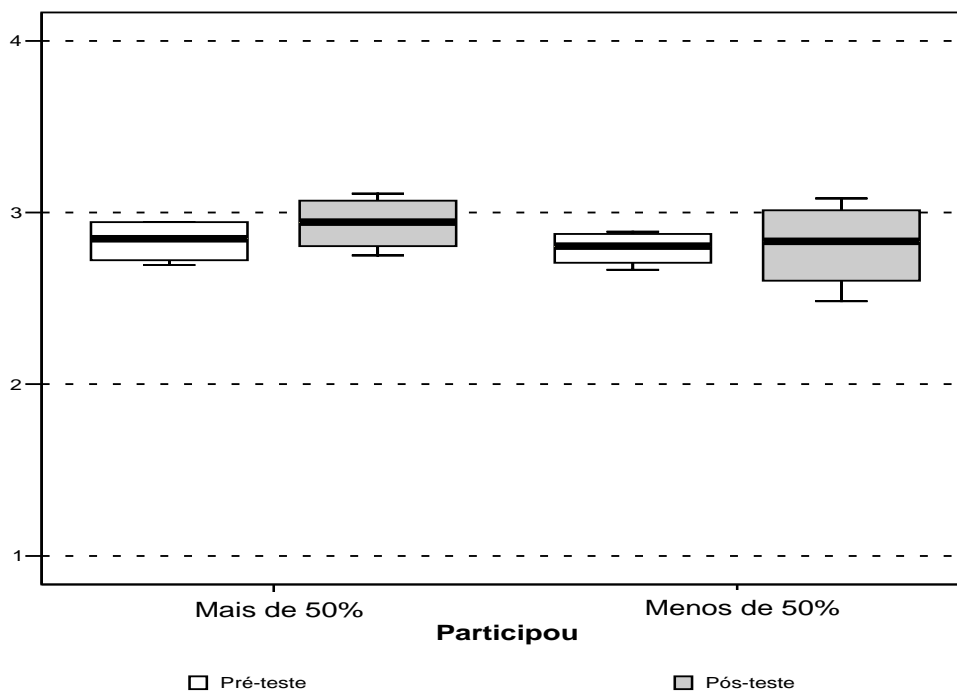 4
3
2
1
Mais de 50%
Menos de 50%
Participou
Pré-teste
Pós-teste